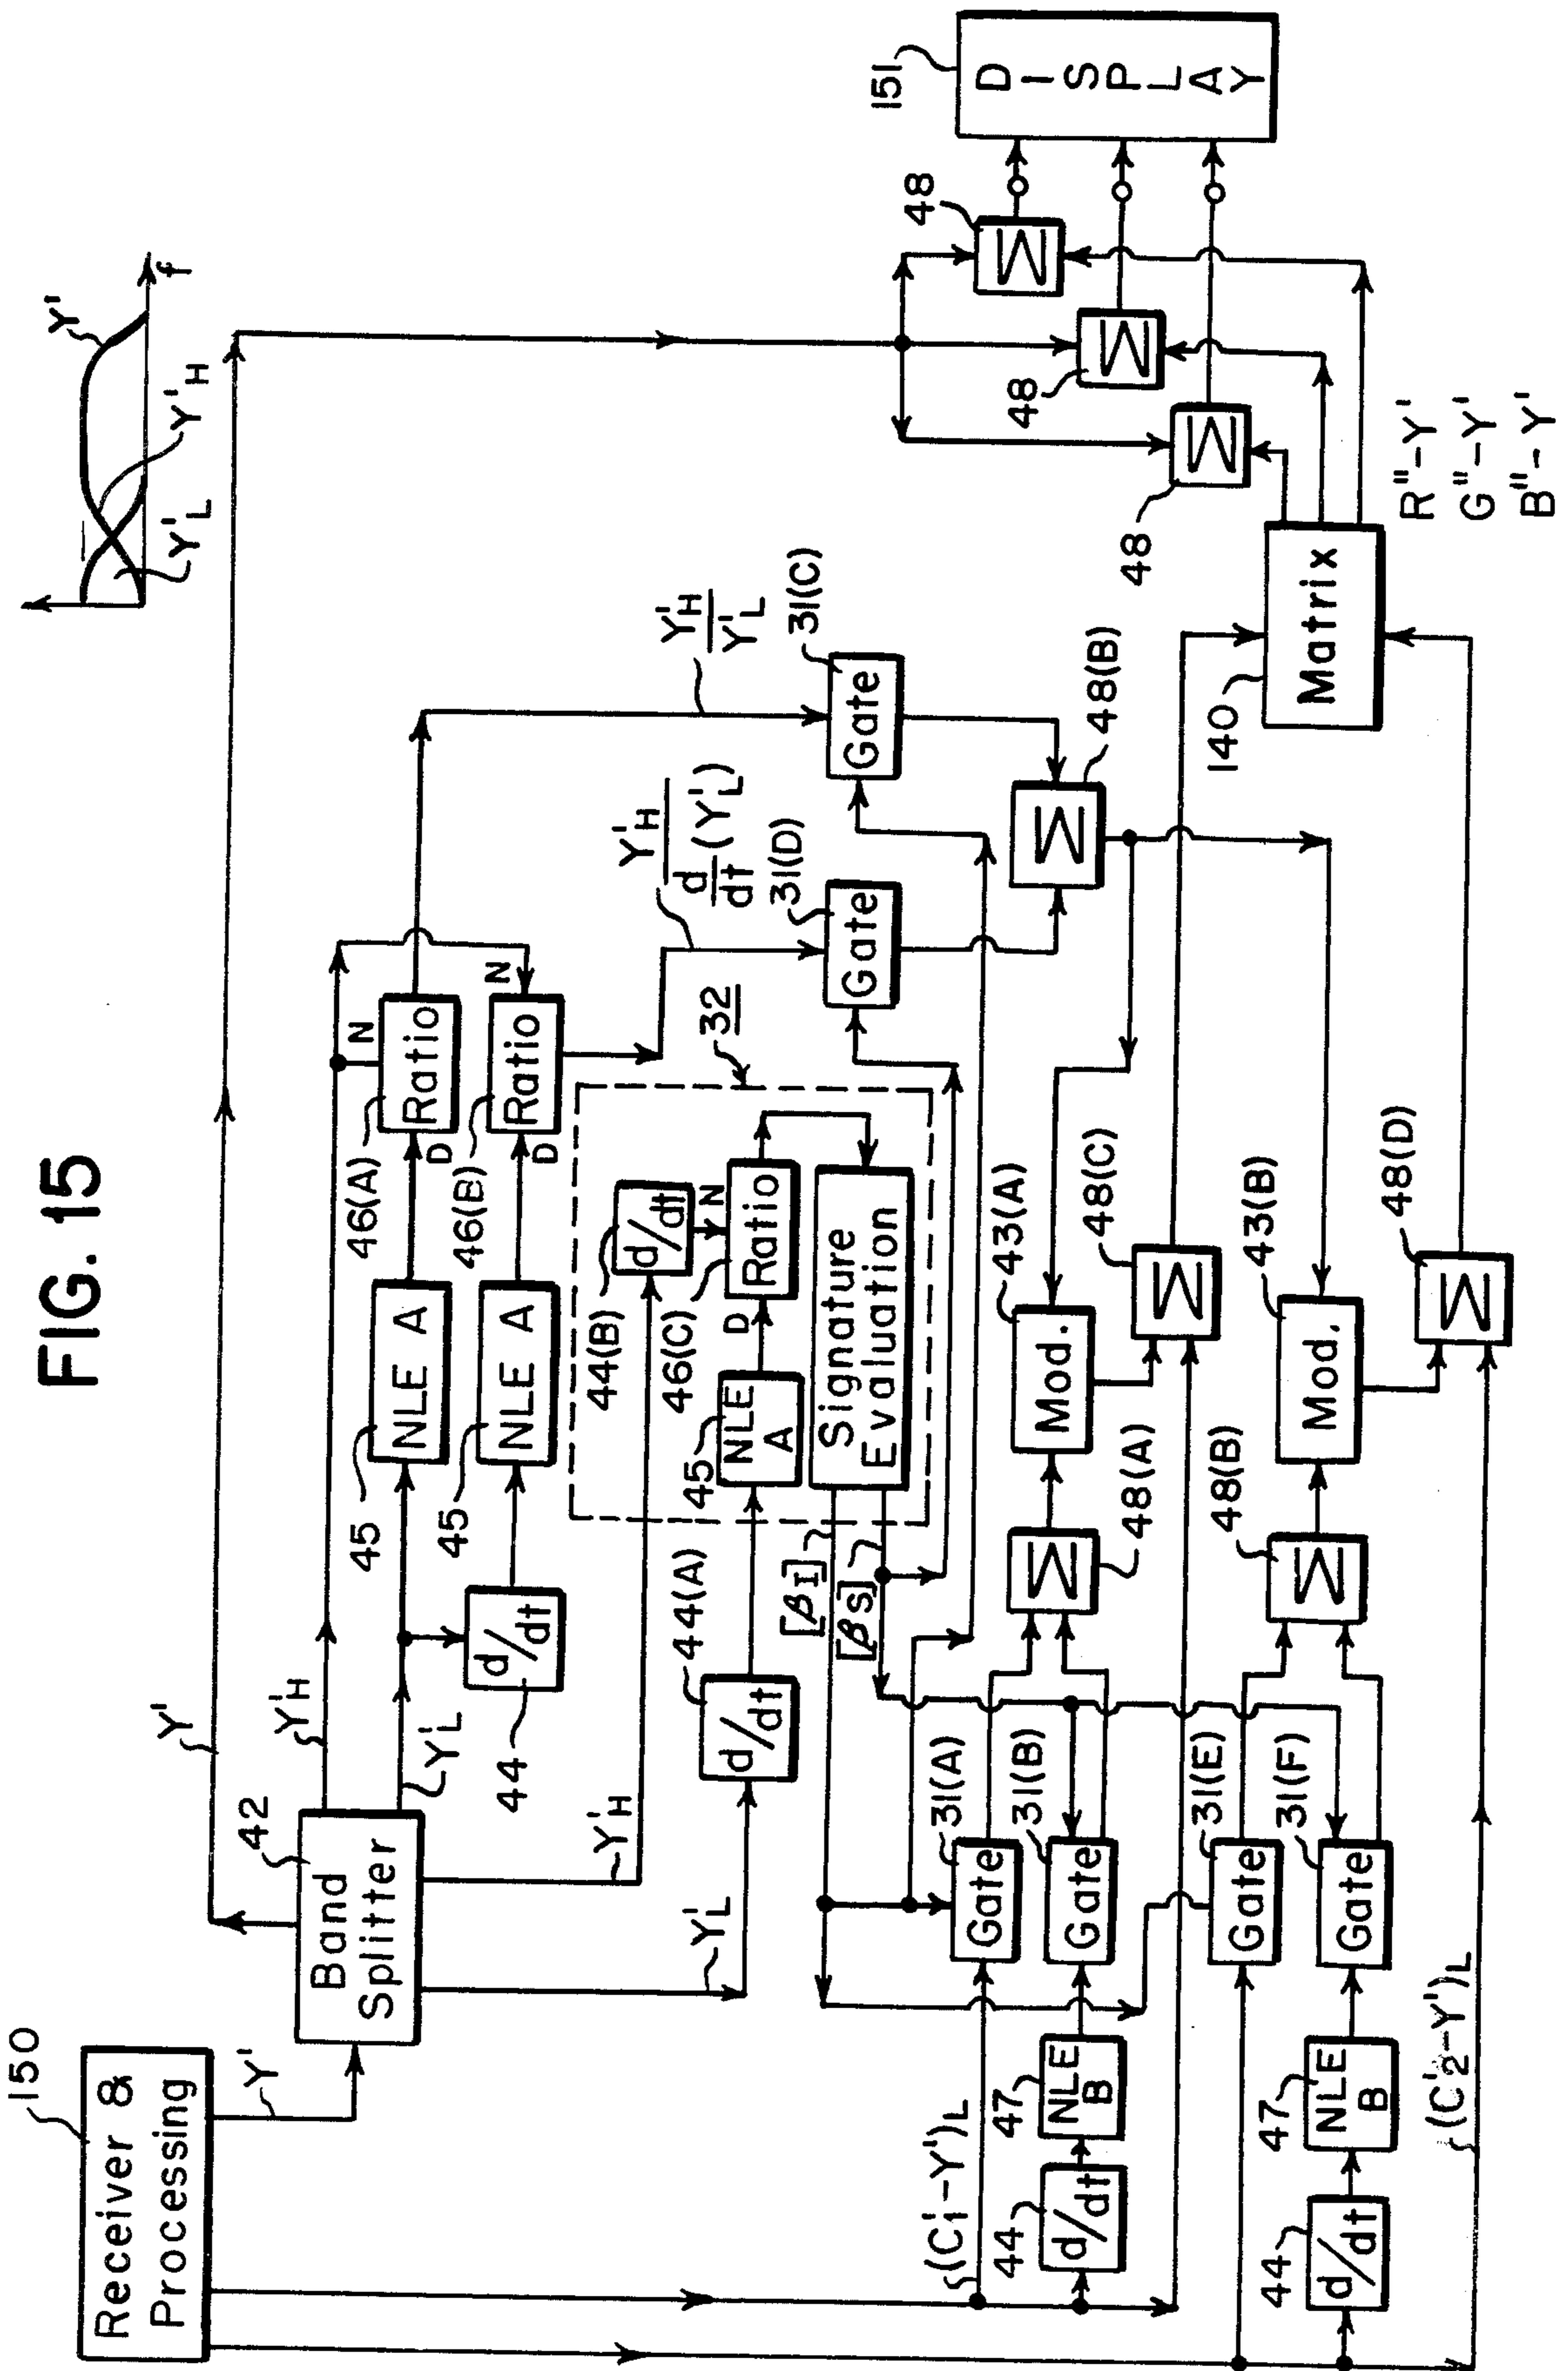 FIG. 15
150
Receiver &
Processing
Y'
42
Band
Splitter
Y'
Y'H
Y'L
44
d/dt
45
NLE A
45
NLE A
46(A)
Ratio
N
D
46(B)
Ratio
N
D
Y'
Y'H
Y'L
f
Y'H
Y'L
44(A)
d/dt
32
44(B)
d/dt
46(C)
Ratio
N
D
45
NLE
A
Signature
Evaluation
[βI]
[βS]
Y'H
d/dt (Y'L)
31(D)
Gate
Y'H
Y'L
31(C)
Gate
48(B)
Σ
(C'1-Y')L
44
d/dt
47
NLE
B
31(A)
Gate
31(B)
Gate
48(A)
Σ
43(A)
Mod.
48(C)
Σ
44
d/dt
47
NLE
B
31(E)
Gate
31(F)
Gate
48(B)
Σ
43(B)
Mod.
48(D)
Σ
(C'2-Y')L
140
Matrix
R"-Y'
G"-Y'
B"-Y'
48
Σ
48
Σ
48
Σ
151
DISPLAY